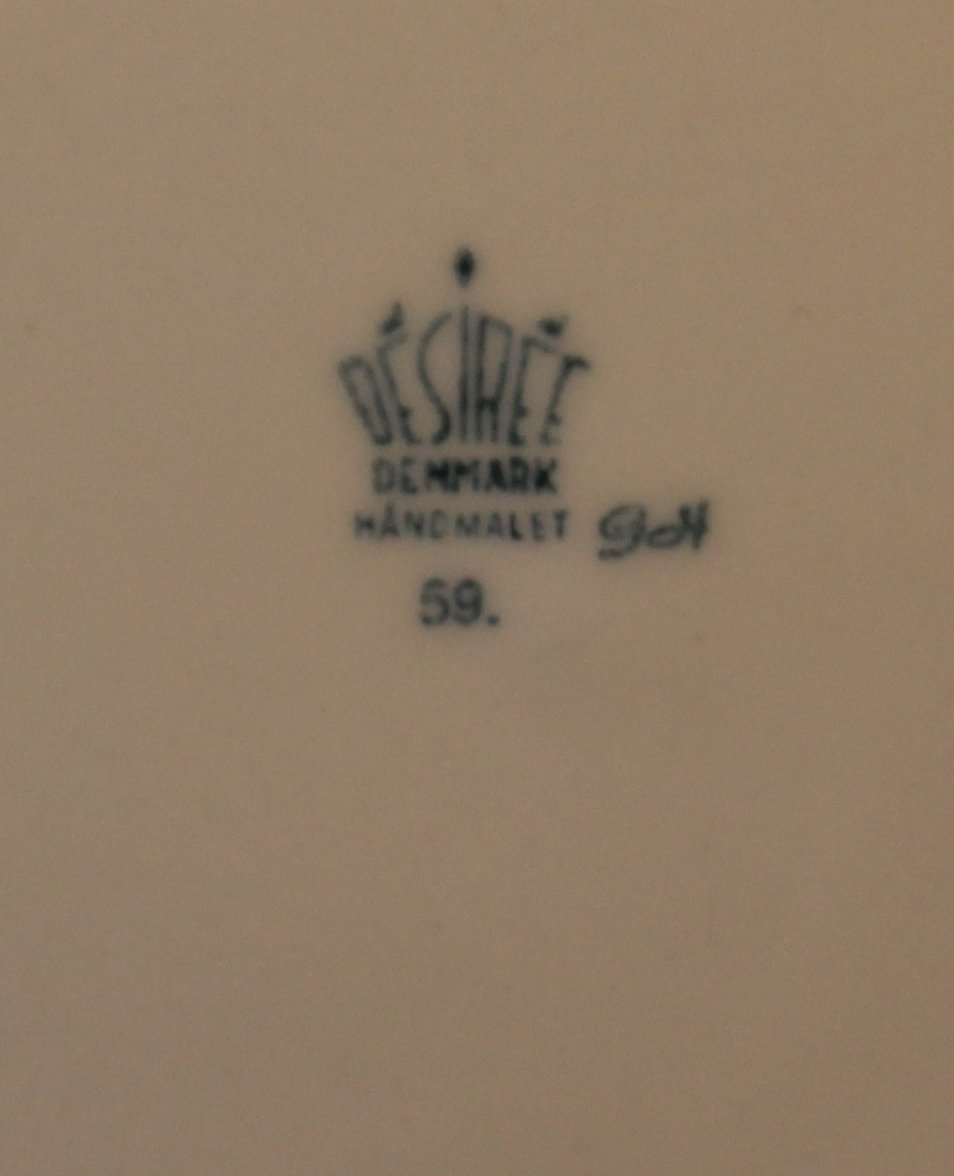 DÉSIRÉE
DENMARK
HÅNDMALET
59.